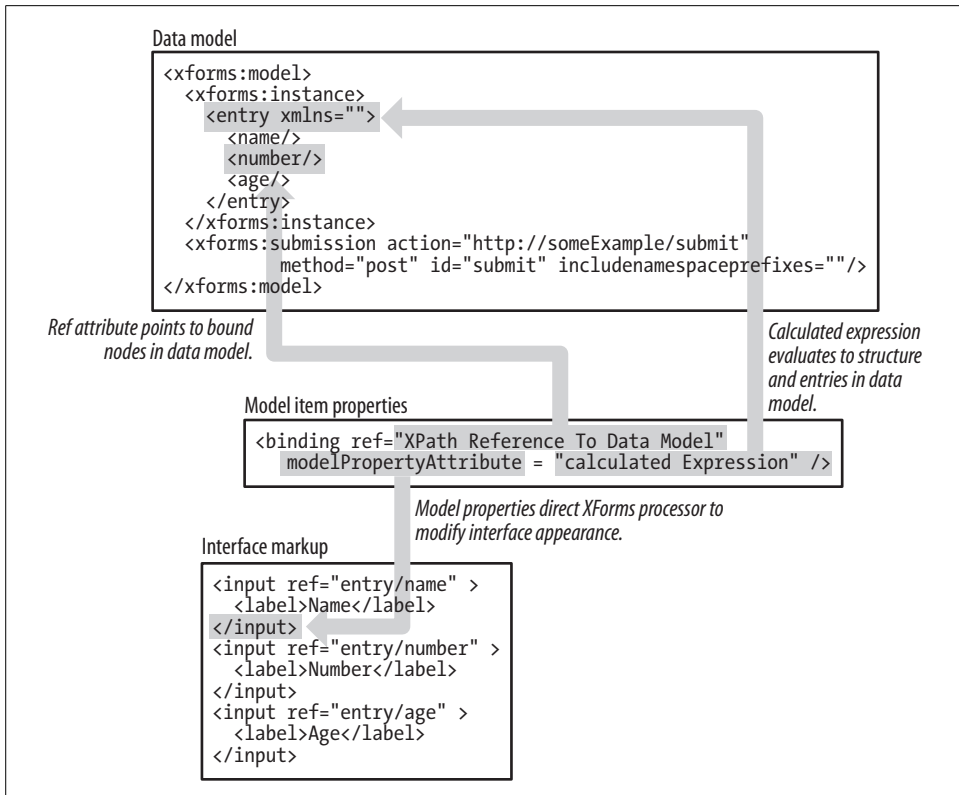 Data model
<xforms:model>
<xforms:instance>
<entry xmlns="">
<name/>
<number/>
<age/>
</entry>
</xforms:instance>
<xforms:submission action="http://someExample/submit"
method="post" id="submit" includenamespaceprefixes=""/>
</xforms:model>
Ref attribute points to bound
nodes in data model.
Calculated expression
evaluates to structure
and entries in data
model.
Model item properties
<binding ref="XPath Reference To Data Model"
modelPropertyAttribute = "calculated Expression" />
Model properties direct XForms processor to
modify interface appearance.
Interface markup
<input ref="entry/name" >
<label>Name</label>
</input>
<input ref="entry/number" >
<label>Number</label>
</input>
<input ref="entry/age" >
<label>Age</label>
</input>